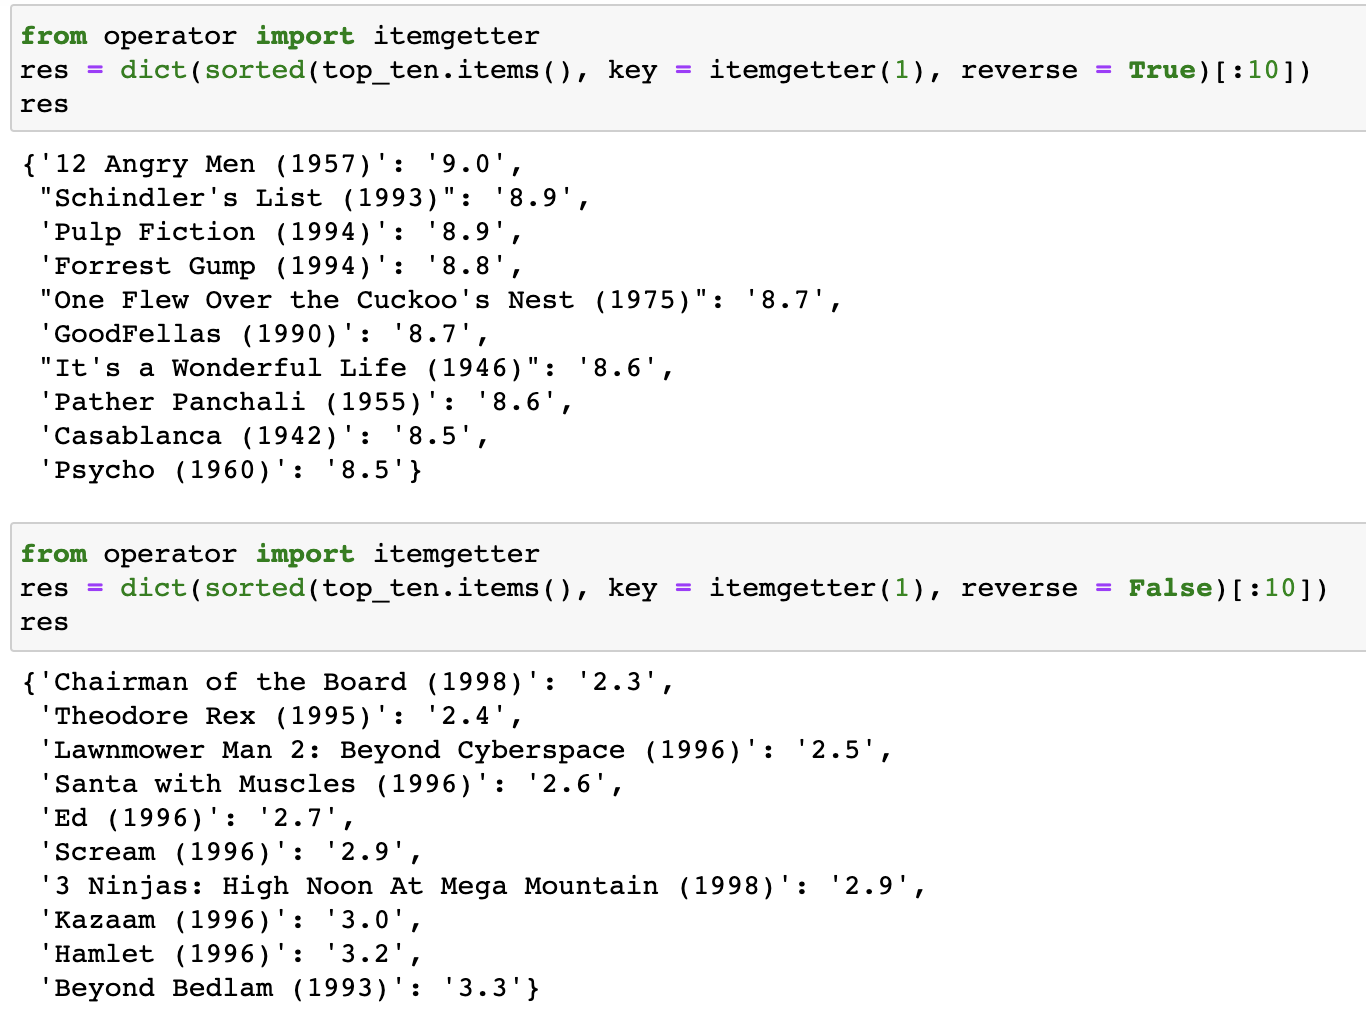 from operator import itemgetter
res = dict(sorted(top_ten.items(), key = itemgetter(1), reverse = True)[:10])
res
{'12 Angry Men (1957)': '9.0',
"Schindler's List (1993)": '8.9',
'Pulp Fiction (1994)': '8.9',
'Forrest Gump (1994)': '8.8',
"One Flew Over the Cuckoo's Nest (1975)": '8.7',
'GoodFellas (1990)': '8.7',
"It's a Wonderful Life (1946)": '8.6',
'Pather Panchali (1955)': '8.6',
'Casablanca (1942)': '8.5',
'Psycho (1960)': '8.5'}
from operator import itemgetter
res = dict(sorted(top_ten.items(), key = itemgetter(1), reverse = False)[:10])
res
{'Chairman of the Board (1998)': '2.3',
'Theodore Rex (1995)': '2.4',
'Lawnmower Man 2: Beyond Cyberspace (1996)': '2.5',
'Santa with Muscles (1996)': '2.6',
'Ed (1996)': '2.7',
'Scream (1996)': '2.9',
'3 Ninjas: High Noon At Mega Mountain (1998)': '2.9',
'Kazaam (1996)': '3.0',
'Hamlet (1996)': '3.2',
'Beyond Bedlam (1993)': '3.3'}